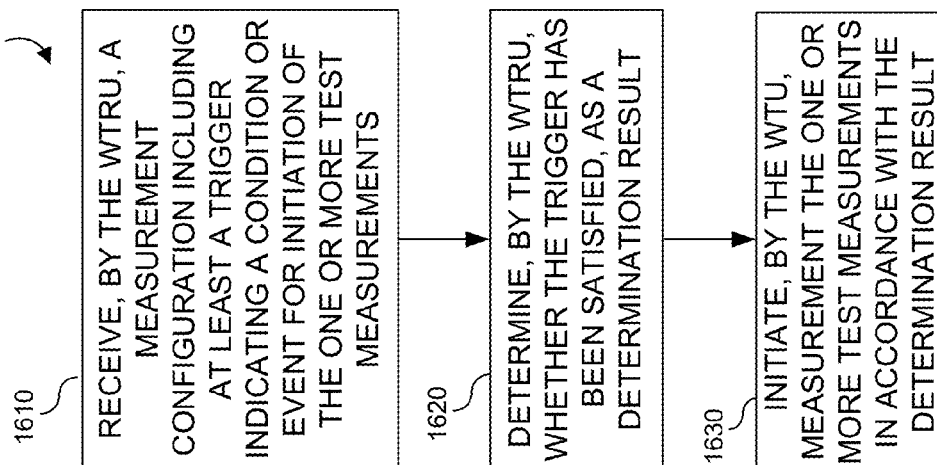 1610
RECEIVE, BY THE WTRU, A
MEASUREMENT
CONFIGURATION INCLUDING
AT LEAST A TRIGGER
INDICATING A CONDITION OR
EVENT FOR INITIATION OF
THE ONE OR MORE TEST
MEASUREMENTS
1620
DETERMINE, BY THE WTRU,
WHETHER THE TRIGGER HAS
BEEN SATISFIED, AS A
DETERMINATION RESULT
1630
INITIATE, BY THE WTU,
MEASUREMENT THE ONE OR
MORE TEST MEASUREMENTS
IN ACCORDANCE WITH THE
DETERMINATION RESULT